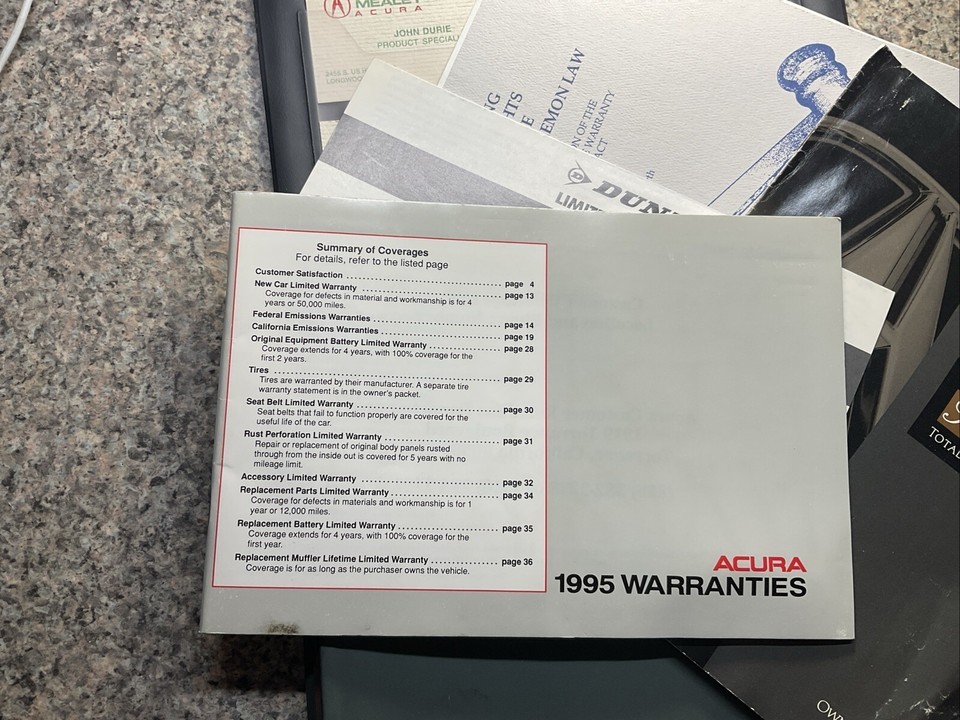 ACURA
JOHN DURIE
PRODUCT
LEMON LAW
OF THE
WARRANTY
ACT
D
Summary of Coverages
For details, refer to the listed page
Customer Satisfaction .......... page 4
New Car Limited Warranty .......... page 13
Coverage for defects in material and workmanship is for 4
years or 50,000 miles.
Federal Emissions Warranties .......... page 14
California Emissions Warranties .......... page 19
Original Equipment Battery Limited Warranty .......... page 28
Coverage extends for 4 years, with 100% coverage for the
first 2 years.
Tires .......... page 29
Tires are warranted by their manufacturer. A separate tire
warranty statement is in the owner's packet.
Seat Belt Limited Warranty .......... page 30
Seat belts that fail to function properly are covered for the
useful life of the car.
Rust Perforation Limited Warranty .......... page 31
Repair or replacement of original body panels rusted
through from the inside out is covered for 5 years with no
mileage limit.
Accessory Limited Warranty .......... page 32
Replacement Parts Limited Warranty .......... page 34
Coverage for defects in materials and workmanship is for 1
year or 12,000 miles.
Replacement Battery Limited Warranty .......... page 35
Coverage extends for 4 years, with 100% coverage for the
first year.
Replacement Muffler Lifetime Limited Warranty .......... page 36
Coverage is for as long as the purchaser owns the vehicle.
ACURA
1995 WARRANTIES